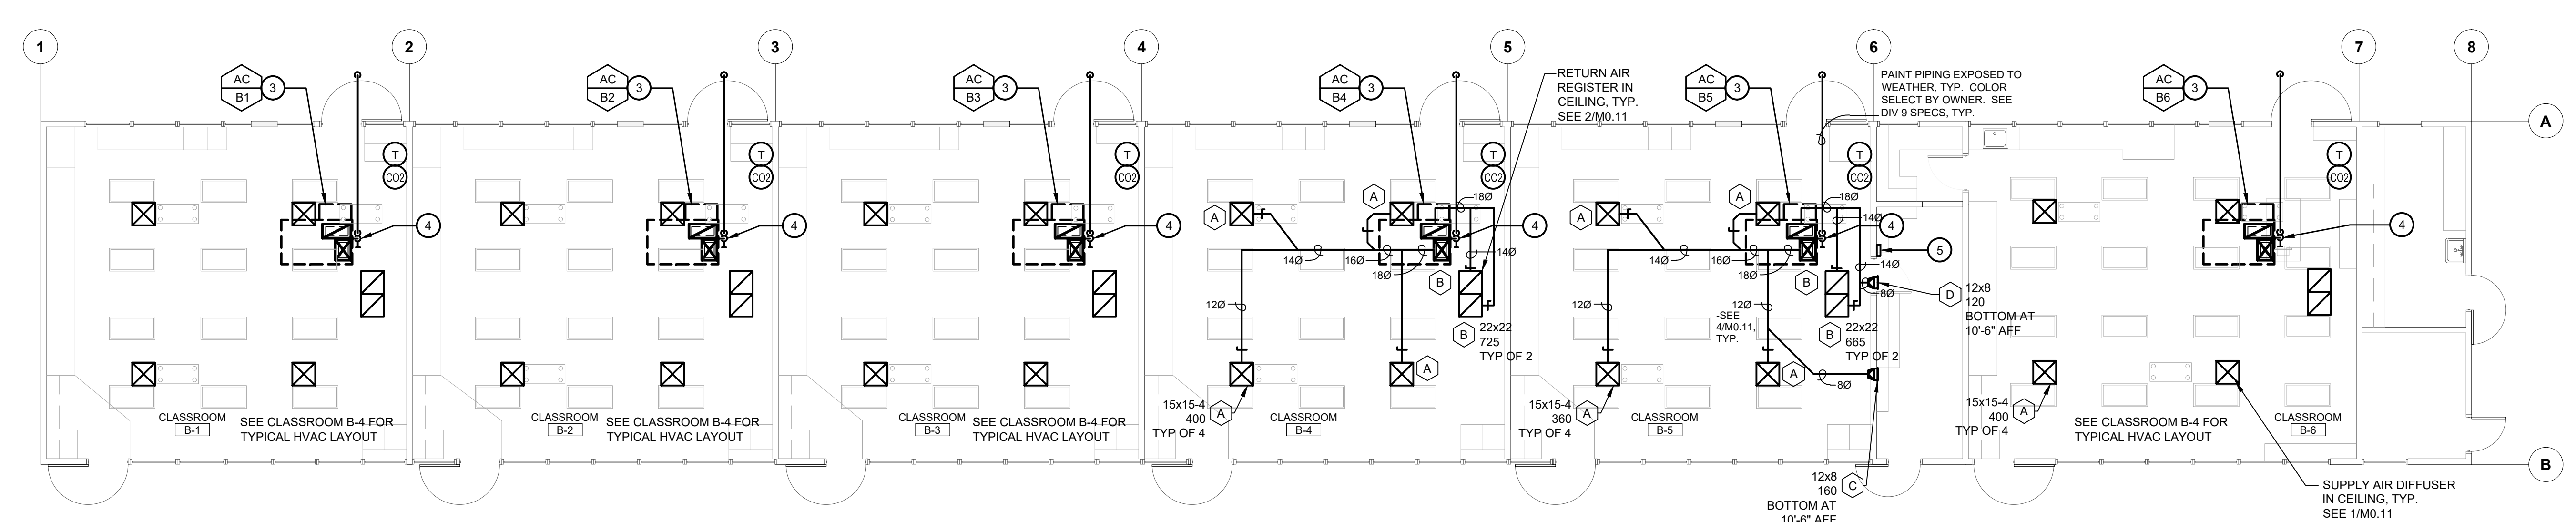 1
2
3
4
5
6
7
8
A
B
AC
B1
3
AC
B2
3
AC
B3
3
AC
B4
3
RETURN AIR
REGISTER IN
CEILING, TYP.
SEE 2/M0.11
AC
B5
3
PAINT PIPING EXPOSED TO
WEATHER, TYP. COLOR
SELECT BY OWNER. SEE
DIV 9 SPECS, TYP.
AC
B6
3
T
CO2
4
CLASSROOM
B-1
SEE CLASSROOM B-4 FOR
TYPICAL HVAC LAYOUT
T
CO2
4
CLASSROOM
B-2
SEE CLASSROOM B-4 FOR
TYPICAL HVAC LAYOUT
T
CO2
4
CLASSROOM
B-3
SEE CLASSROOM B-4 FOR
TYPICAL HVAC LAYOUT
T
CO2
A
A
18Ø
4
14Ø
16Ø
18Ø
14Ø
B
12Ø
B
22x22
725
TYP OF 2
A
15x15-4
400
TYP OF 4
A
CLASSROOM
B-4
T
CO2
A
A
18Ø
14Ø
4
5
14Ø
16Ø
18Ø
14Ø
B
8Ø
D
12x8
120
BOTTOM AT
10'-6" AFF
12Ø
12Ø
-SEE
4/M0.11,
TYP.
B
22x22
665
TYP OF 2
A
8Ø
15x15-4
360
TYP OF 4
A
CLASSROOM
B-5
12x8
160
BOTTOM AT
10'-6" AFF
C
T
CO2
4
15x15-4
400
TYP OF 4
A
SEE CLASSROOM B-4 FOR
TYPICAL HVAC LAYOUT
CLASSROOM
B-6
SUPPLY AIR DIFFUSER
IN CEILING, TYP.
SEE 1/M0.11